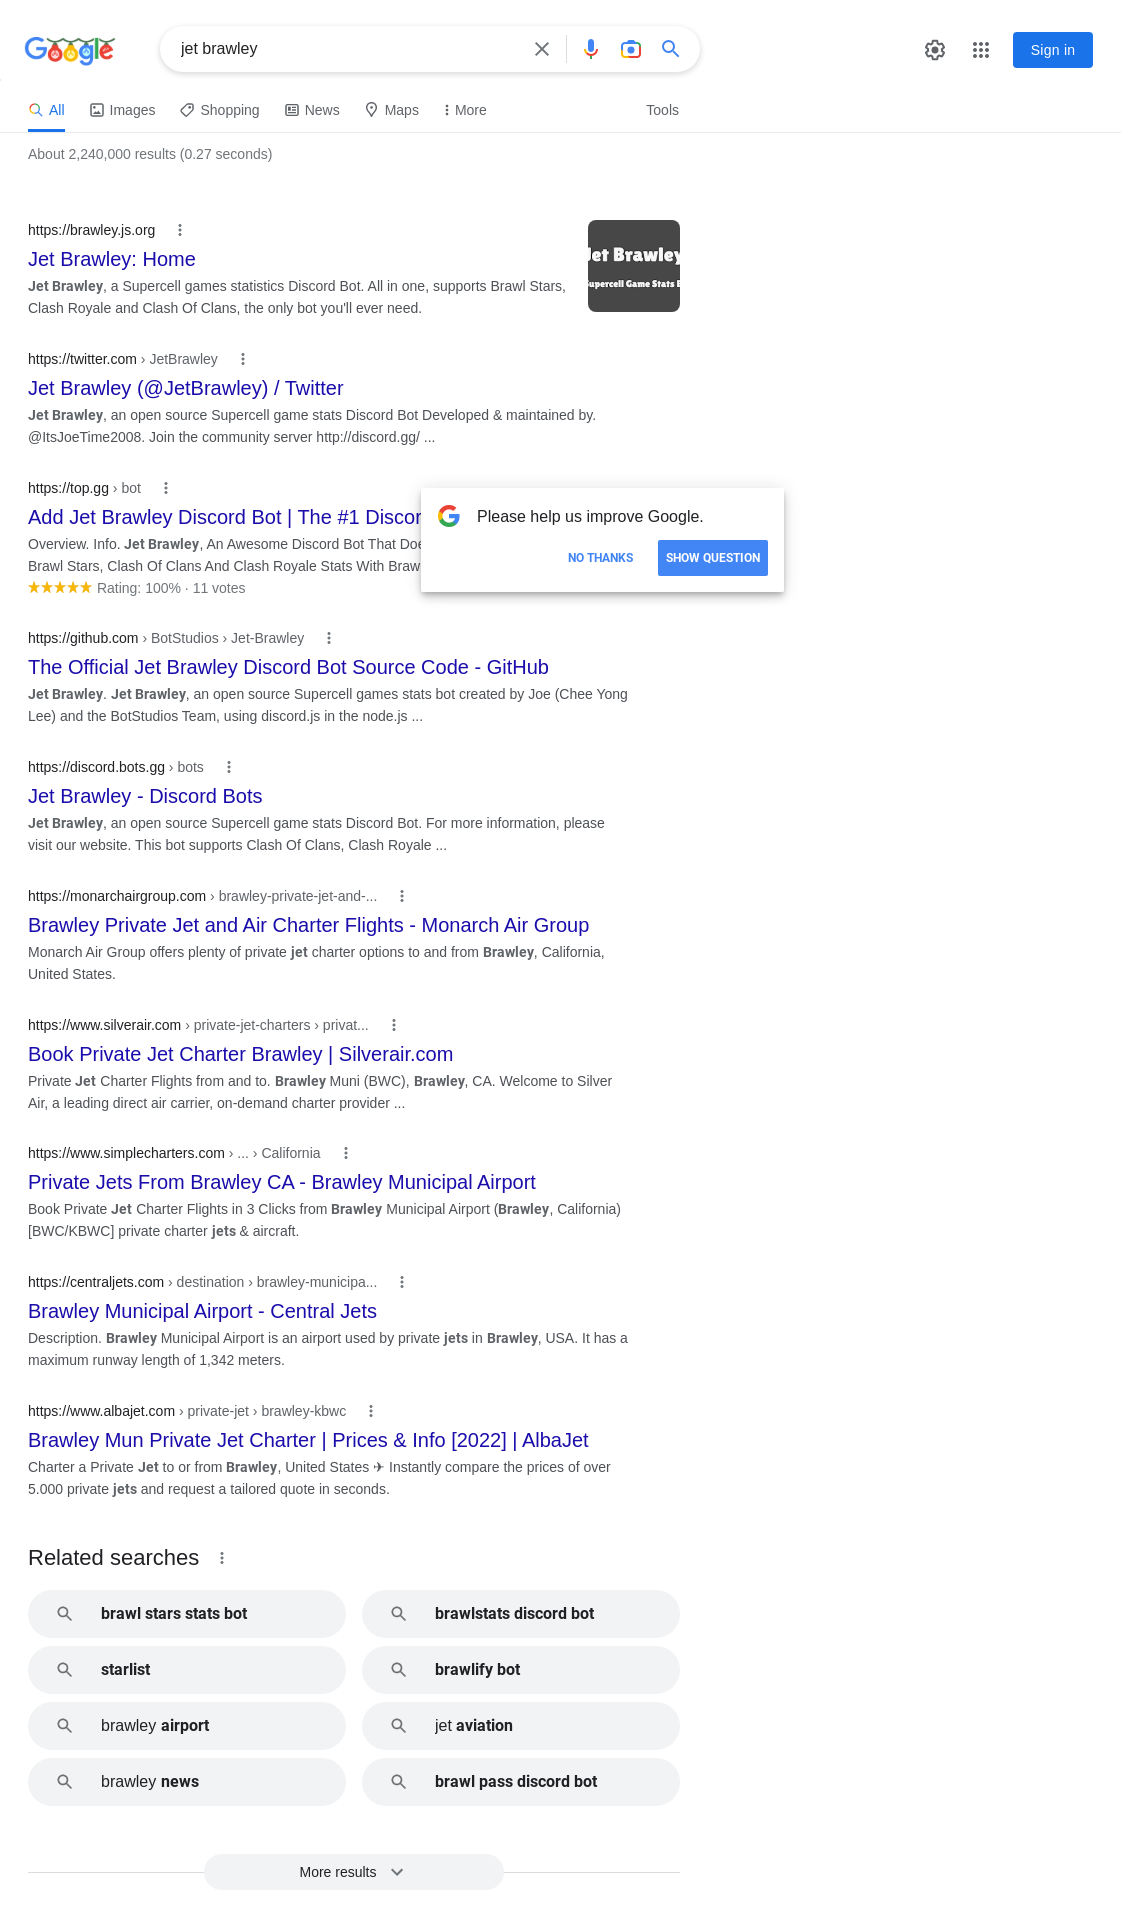 Google
jet brawley
Sign in
All
Images
Shopping
News
Maps
More
Tools
About 2,240,000 results (0.27 seconds)
https://brawley.js.org
Jet Brawley: Home
Jet Brawley, a Supercell games statistics Discord Bot. All in one, supports Brawl Stars,
Clash Royale and Clash Of Clans, the only bot you'll ever need.
Jet Brawley
Supercell Game Stats
https://twitter.com › JetBrawley
Jet Brawley (@JetBrawley) / Twitter
Jet Brawley, an open source Supercell game stats Discord Bot Developed & maintained by.
@ItsJoeTime2008. Join the community server http://discord.gg/ ...
https://top.gg › bot
Add Jet Brawley Discord Bot | The #1 Discor
Overview. Info. Jet Brawley, An Awesome Discord Bot That Doe
Brawl Stars, Clash Of Clans And Clash Royale Stats With Braw
Rating: 100% · 11 votes
Please help us improve Google.
NO THANKS
SHOW QUESTION
https://github.com › BotStudios › Jet-Brawley
The Official Jet Brawley Discord Bot Source Code - GitHub
Jet Brawley. Jet Brawley, an open source Supercell games stats bot created by Joe (Chee Yong
Lee) and the BotStudios Team, using discord.js in the node.js ...
https://discord.bots.gg › bots
Jet Brawley - Discord Bots
Jet Brawley, an open source Supercell game stats Discord Bot. For more information, please
visit our website. This bot supports Clash Of Clans, Clash Royale ...
https://monarchairgroup.com › brawley-private-jet-and-...
Brawley Private Jet and Air Charter Flights - Monarch Air Group
Monarch Air Group offers plenty of private jet charter options to and from Brawley, California,
United States.
https://www.silverair.com › private-jet-charters › privat...
Book Private Jet Charter Brawley | Silverair.com
Private Jet Charter Flights from and to. Brawley Muni (BWC), Brawley, CA. Welcome to Silver
Air, a leading direct air carrier, on-demand charter provider ...
https://www.simplecharters.com › ... › California
Private Jets From Brawley CA - Brawley Municipal Airport
Book Private Jet Charter Flights in 3 Clicks from Brawley Municipal Airport (Brawley, California)
[BWC/KBWC] private charter jets & aircraft.
https://centraljets.com › destination › brawley-municipa...
Brawley Municipal Airport - Central Jets
Description. Brawley Municipal Airport is an airport used by private jets in Brawley, USA. It has a
maximum runway length of 1,342 meters.
https://www.albajet.com › private-jet › brawley-kbwc
Brawley Mun Private Jet Charter | Prices & Info [2022] | AlbaJet
Charter a Private Jet to or from Brawley, United States ✈ Instantly compare the prices of over
5.000 private jets and request a tailored quote in seconds.
Related searches
brawl stars stats bot
brawlstats discord bot
starlist
brawlify bot
brawley airport
jet aviation
brawley news
brawl pass discord bot
More results